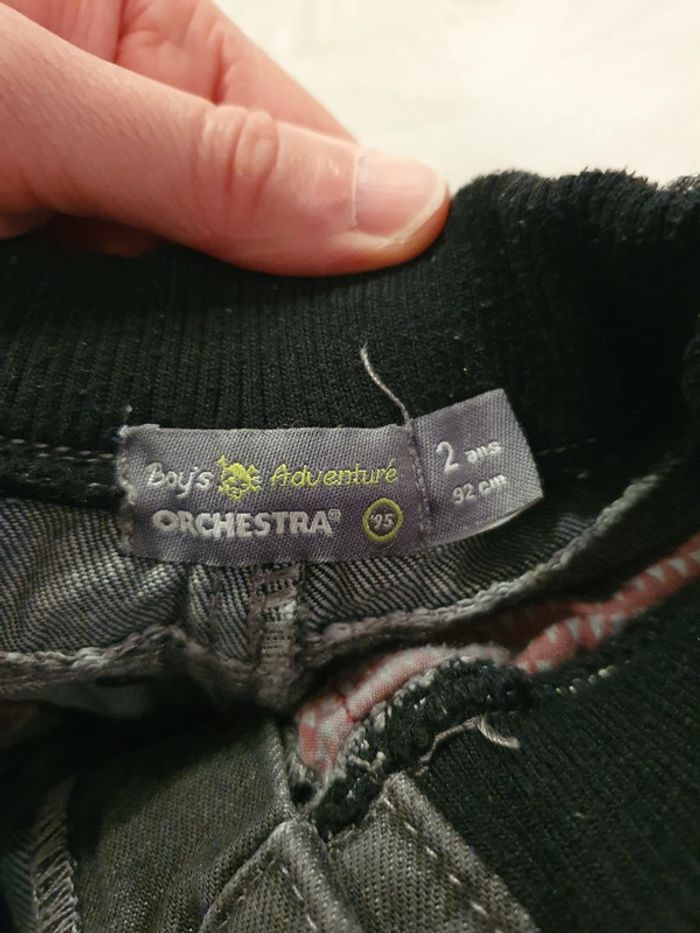 Boy's Adventure
ORCHESTRA® '95
2 ans
92 cm